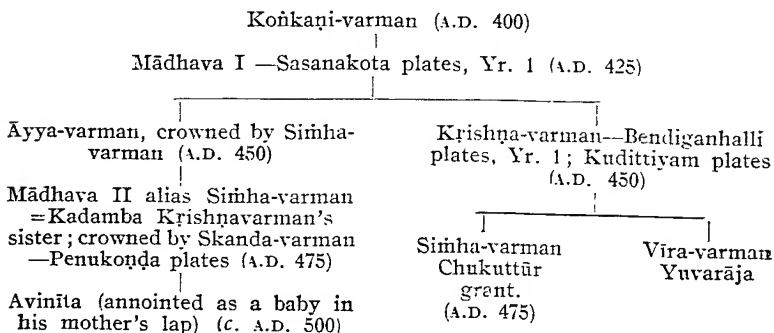 Koṅkaṇi-varman (A.D. 400)
Mādhava I —Sasanakota plates, Yr. 1 (A.D. 425)
Āyya-varman, crowned by Siṁha-
varman (A.D. 450)
Mādhava II alias Siṁha-varman
=Kadamba Kṛishṇavarman's
sister; crowned by Skanda-varman
—Penukoṇḍa plates (A.D. 475)
Avinīta (annointed as a baby in
his mother's lap) (c. A.D. 500)
Kṛishṇa-varman—Bendiganhalli
plates, Yr. 1; Kudittiyam plates
(A.D. 450)
Siṁha-varman
Chukuttūr
grant.
(A.D. 475)
Vīra-varman
Yuvarāja